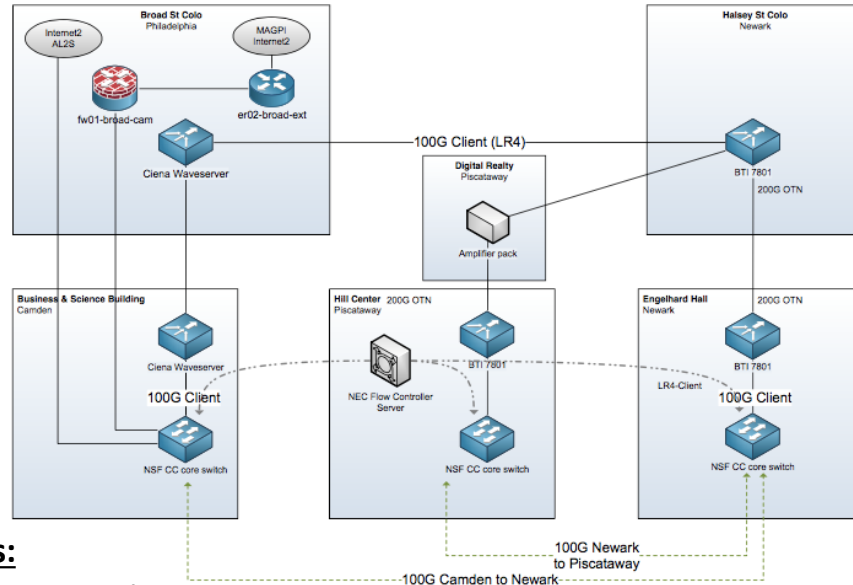 Broad St Colo
Philadelphia
Internet2
AL2S
MAGPI
Internet2
fw01-broad-cam
er02-broad-ext
Ciena Waveserver
100G Client (LR4)
Halsey St Colo
Newark
BTI 7801
200G OTN
Digital Realty
Piscataway
Amplifier pack
Business & Science Building
Camden
Ciena Waveserver
100G Client
NSF CC core switch
Hill Center 200G OTN
Piscataway
BTI 7801
NEC Flow Controller
Server
NSF CC core switch
Engelhard Hall
200G OTN
Newark
BTI 7801
LR4-Client
100G Client
NSF CC core switch
100G Newark
to Piscataway
100G Camden to Newark
s: